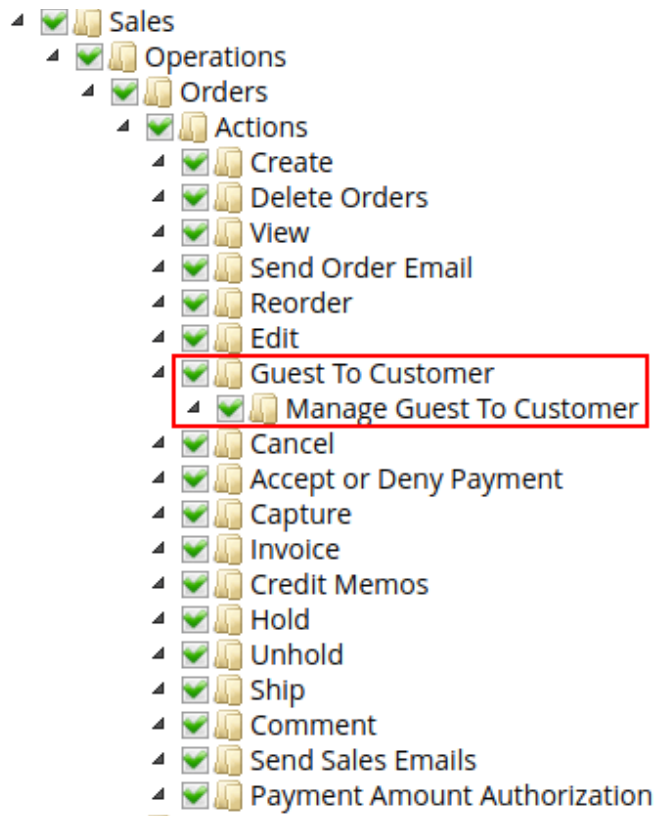 Sales
Operations
Orders
Actions
Create
Delete Orders
View
Send Order Email
Reorder
Edit
Guest To Customer
Manage Guest To Customer
Cancel
Accept or Deny Payment
Capture
Invoice
Credit Memos
Hold
Unhold
Ship
Comment
Send Sales Emails
Payment Amount Authorization